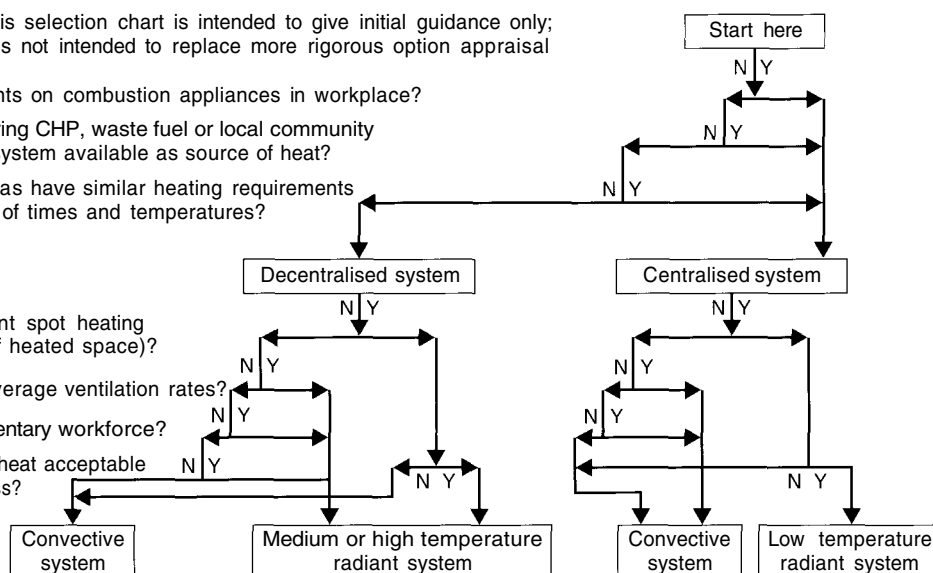 is selection chart is intended to give initial guidance only;
s not intended to replace more rigorous option appraisal
Start here
N Y
nts on combustion appliances in workplace?
ring CHP, waste fuel or local community
system available as source of heat?
N Y
as have similar heating requirements
of times and temperatures?
N Y
Decentralised system
Centralised system
N Y
N Y
nt spot heating
f heated space)?
N Y
N Y
verage ventilation rates?
N Y
N Y
entary workforce?
heat acceptable
ss?
N Y
N Y
N Y
Convective
system
Medium or high temperature
radiant system
Convective
system
Low temperature
radiant system